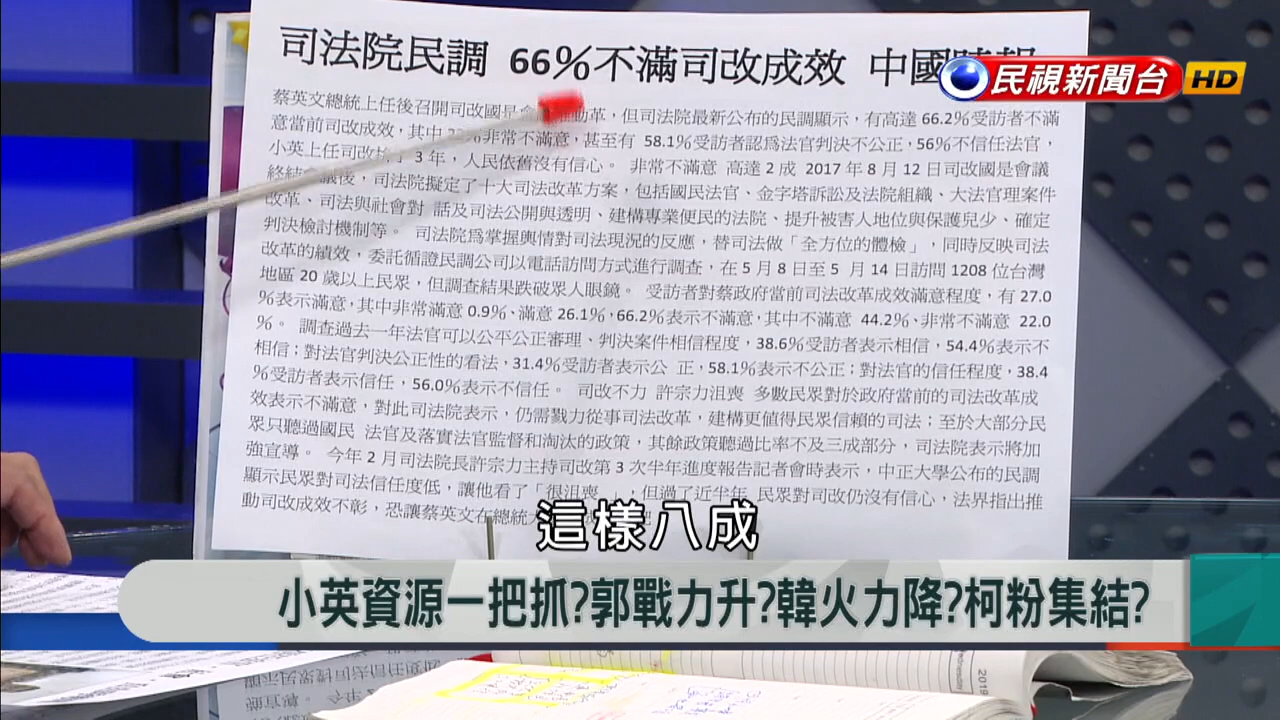 司法院民調 66%不滿司改成效 中國時報
民視新聞台 HD
蔡英文總統上任後召開司改國是會 動革，但司法院最新公布的民調顯示，有高達 66.2%受訪者不滿
意當前司改成效，其中 %非常不滿意，甚至有 58.1%受訪者認為法官判決不公正，56%不信任法官，
小英上任司改 3 年，人民依舊沒有信心。 非常不滿意 高達 2 成 2017 年 8 月 12 日司改國是會議
終結 議後，司法院擬定了十大司法改革方案，包括國民法官、金字塔訴訟及法院組織、大法官理案件
改革、司法與社會對 話及司法公開與透明、建構專業便民的法院、提升被害人地位與保護兒少、確定
判決檢討機制等。 司法院為掌握輿情對司法現況的反應，替司法做「全方位的體檢」，同時反映司法
改革的績效，委託循證民調公司以電話訪問方式進行調查，在 5 月 8 日至 5 月 14 日訪問 1208 位台灣
地區 20 歲以上民眾，但調查結果跌破眾人眼鏡。 受訪者對蔡政府當前司法改革成效滿意程度，有 27.0
%表示滿意，其中非常滿意 0.9%、滿意 26.1%，66.2%表示不滿意，其中不滿意 44.2%、非常不滿意 22.0
%。 調查過去一年法官可以公平公正審理、判決案件相信程度，38.6%受訪者表示相信，54.4%表示不
相信；對法官判決公正性的看法，31.4%受訪者表示公 正，58.1%表示不公正；對法官的信任程度，38.4
%受訪者表示信任，56.0%表示不信任。 司改不力 許宗力沮喪 多數民眾對於政府當前的司法改革成
效表示不滿意，對此司法院表示，仍需戮力從事司法改革，建構更值得民眾信賴的司法；至於大部分民
眾只聽過國民 法官及落實法官監督和淘汰的政策，其餘政策聽過比率不及三成部分，司法院表示將加
強宣導。 今年 2 月司法院長許宗力主持司改第 3 次半年進度報告記者會時表示，中正大學公布的民調
顯示民眾對司法信任度低，讓他看了「很沮喪 ，但過了近半年 民眾對司改仍沒有信心，法界指出推
動司改成效不彰，恐讓蔡英文在總統
這樣八成
小英資源一把抓?郭戰力升?韓火力降?柯粉集結?